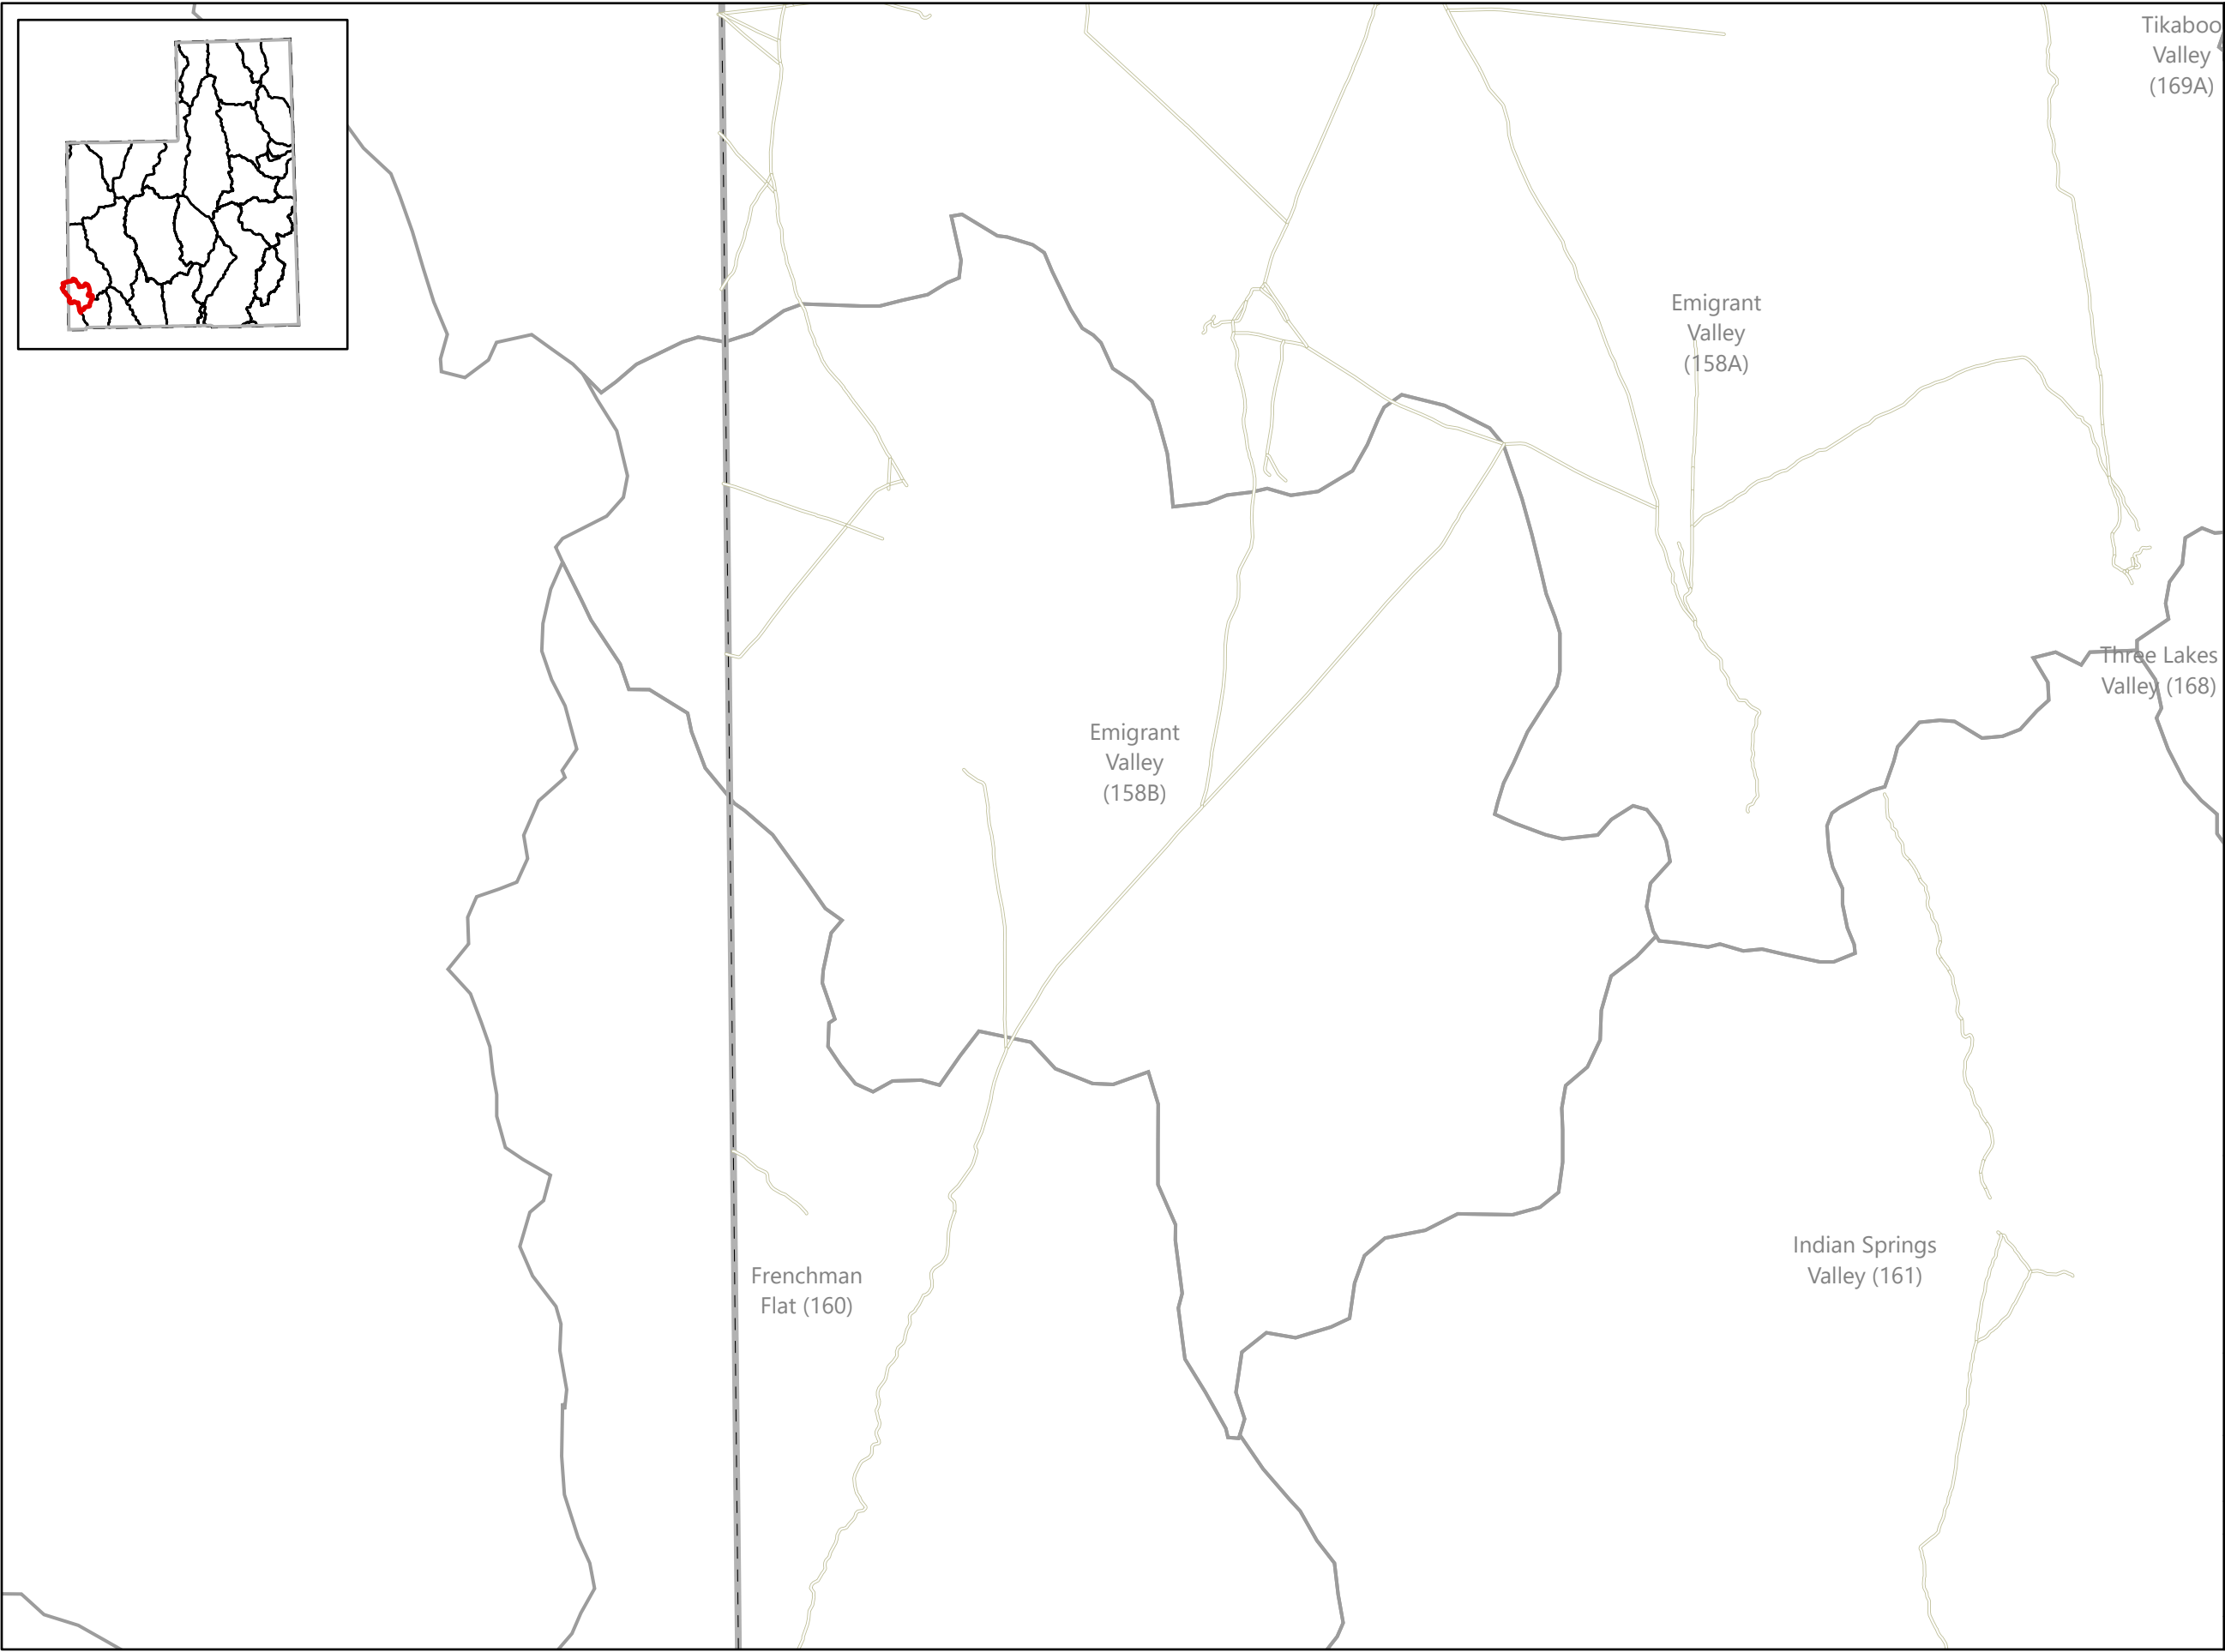 Tikaboo
Valley
(169A)
Emigrant
Valley
(158A)
Three Lakes
Valley (168)
Emigrant
Valley
(158B)
Indian Springs
Valley (161)
Frenchman
Flat (160)